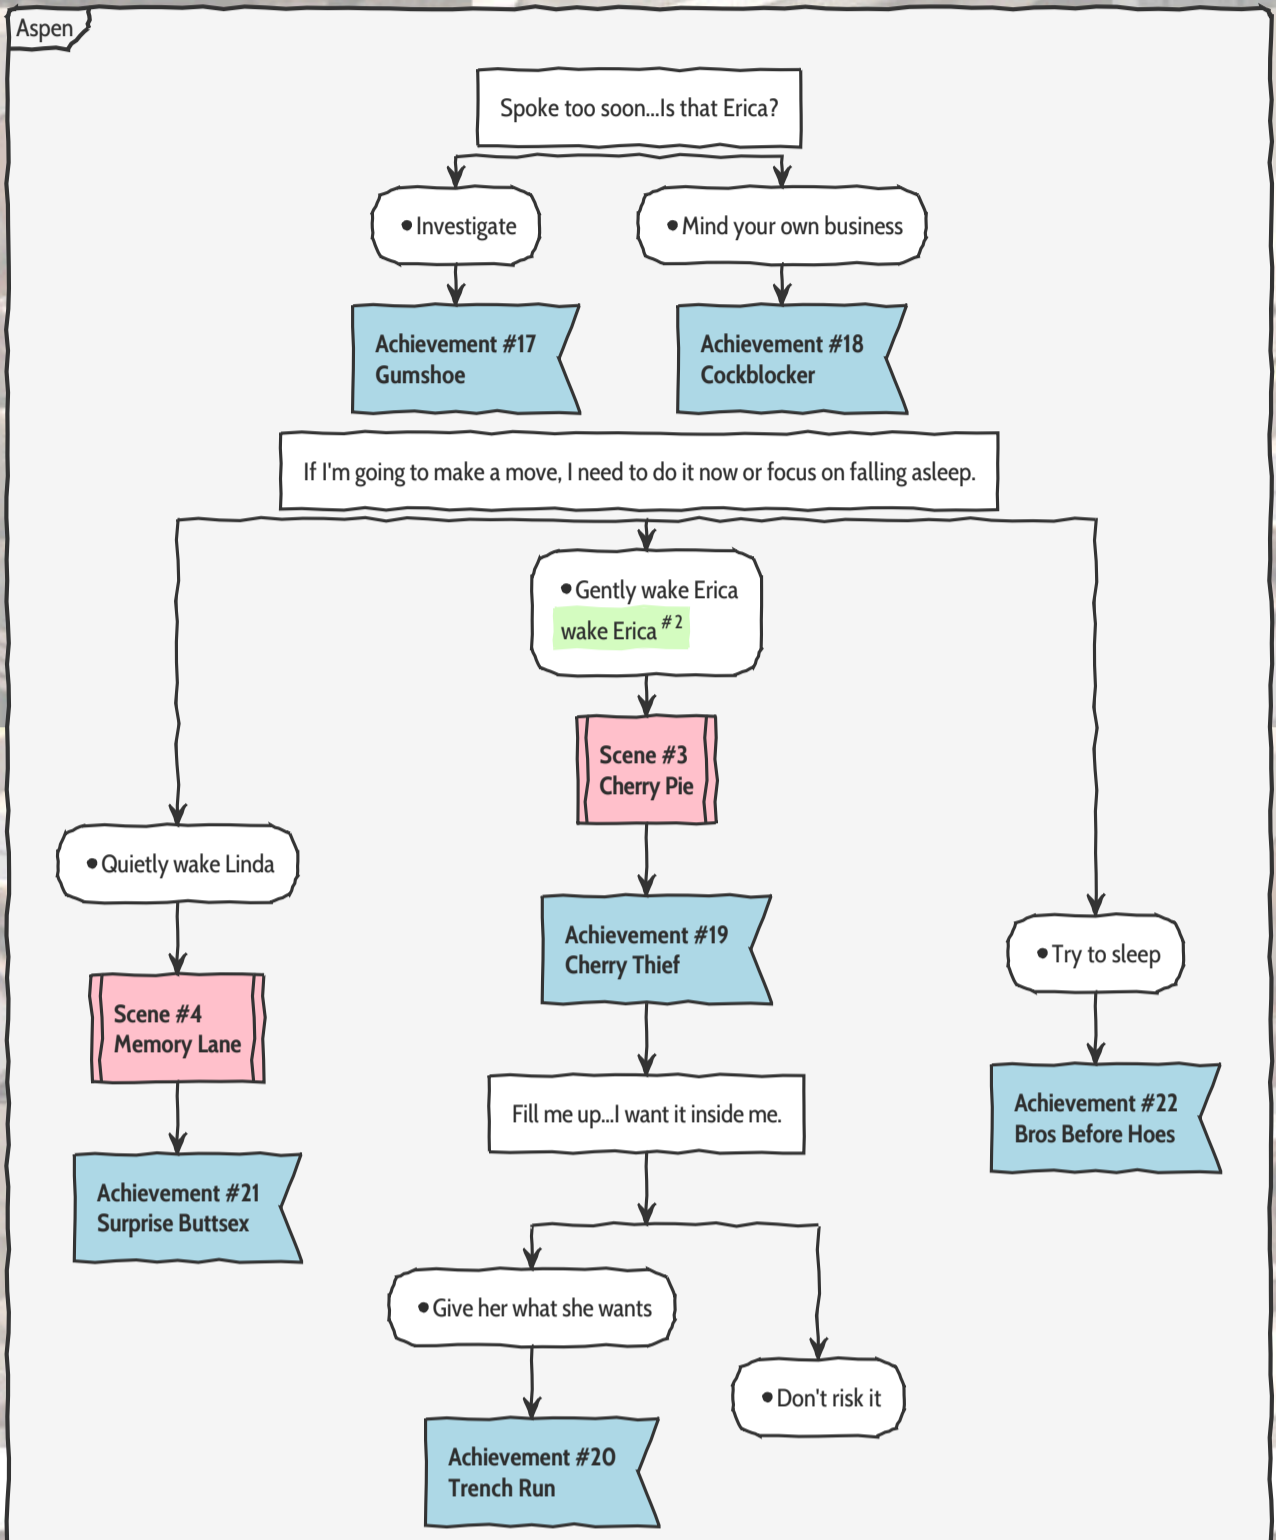 Aspen
Spoke too soon...Is that Erica?
•Investigate
•Mind your own business
Achievement #17
Gumshoe
Achievement #18
Cockblocker
If I'm going to make a move, I need to do it now or focus on falling asleep.
•Gently wake Erica
wake Erica #2
Scene #3
Cherry Pie
•Quietly wake Linda
Achievement #19
Cherry Thief
•Try to sleep
Scene #4
Memory Lane
Fill me up...I want it inside me.
Achievement #22
Bros Before Hoes
Achievement #21
Surprise Buttsex
•Give her what she wants
•Don't risk it
Achievement #20
Trench Run